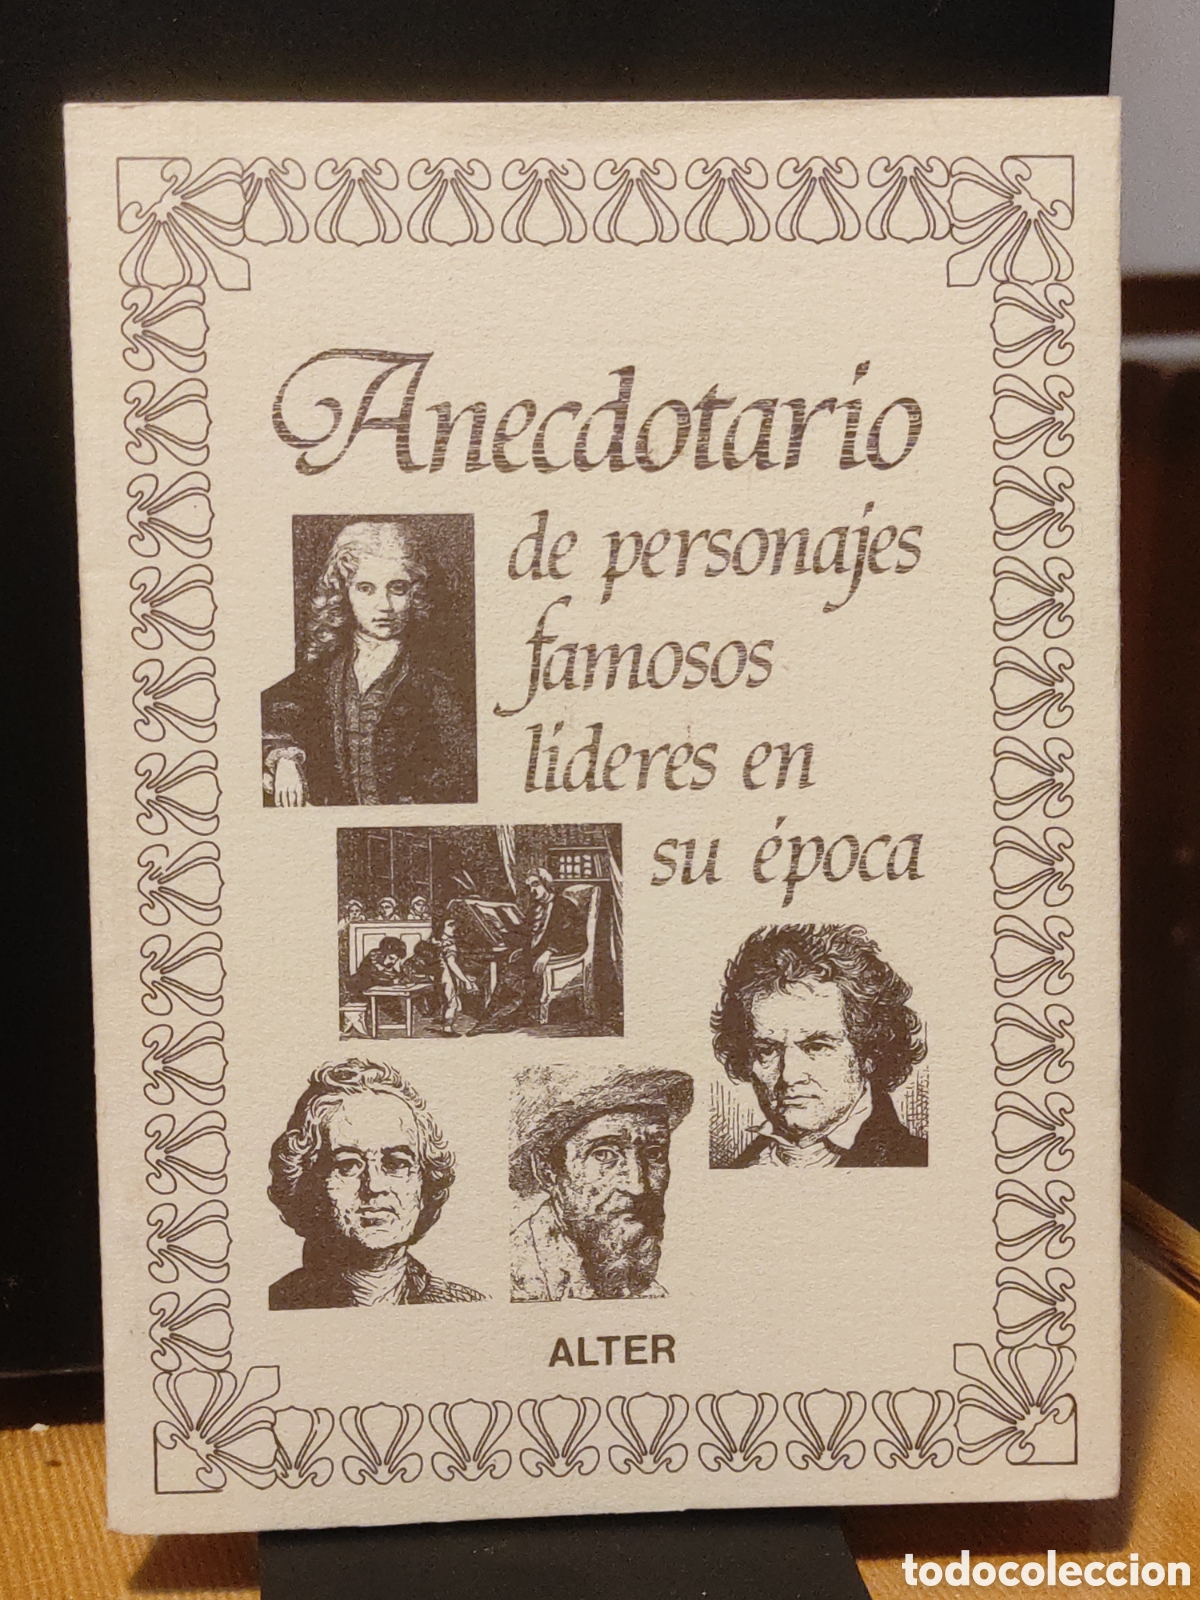 Anecdotario
de personajes
famosos
líderes en
su época
ALTER
todocoleccion